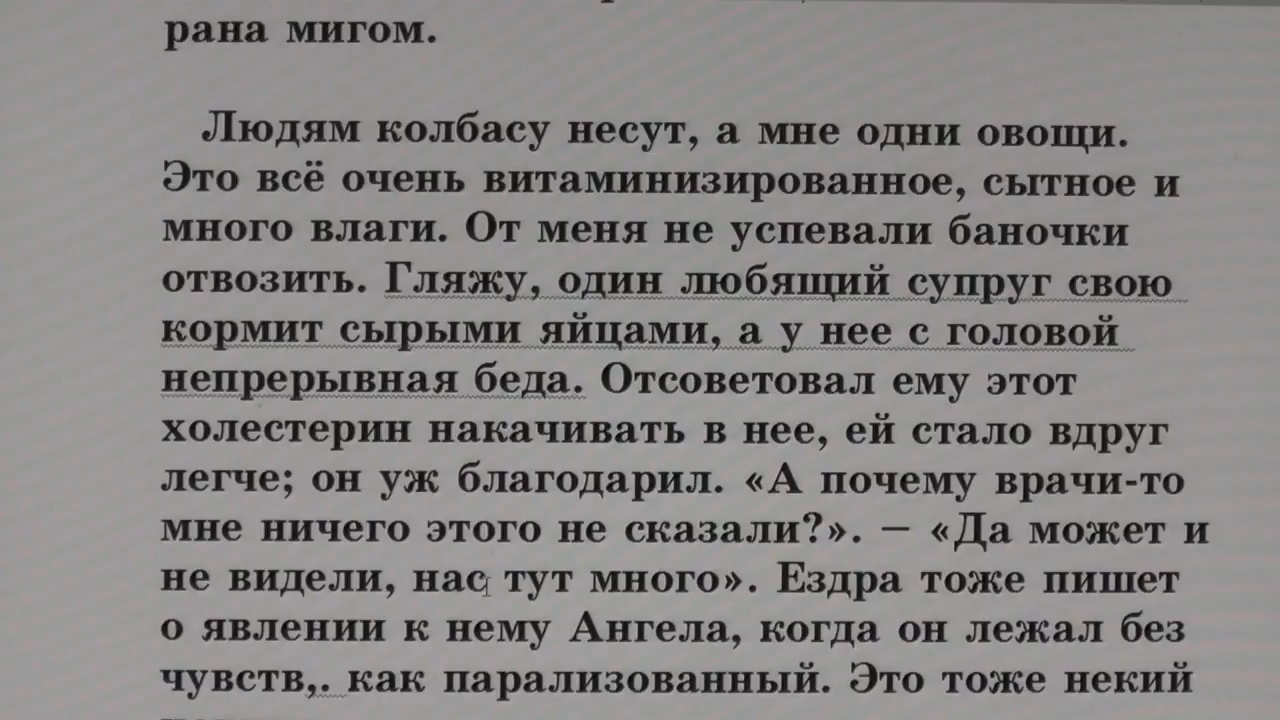 рана мигом.
Людям колбасу несут, а мне одни овощи.
Это всё очень витаминизированное, сытное и
много влаги. От меня не успевали баночки
отвозить. Гляжу, один любящий супруг свою
кормит сырыми яйцами, а у нее с головой
непрерывная беда. Отсоветовал ему этот
холестерин накачивать в нее, ей стало вдруг
легче; он уж благодарил. «А почему врачи-то
мне ничего этого не сказали?». – «Да может и
не видели, нас тут много». Ездра тоже пишет
о явлении к нему Ангела, когда он лежал без
чувств,. как парализованный. Это тоже некий